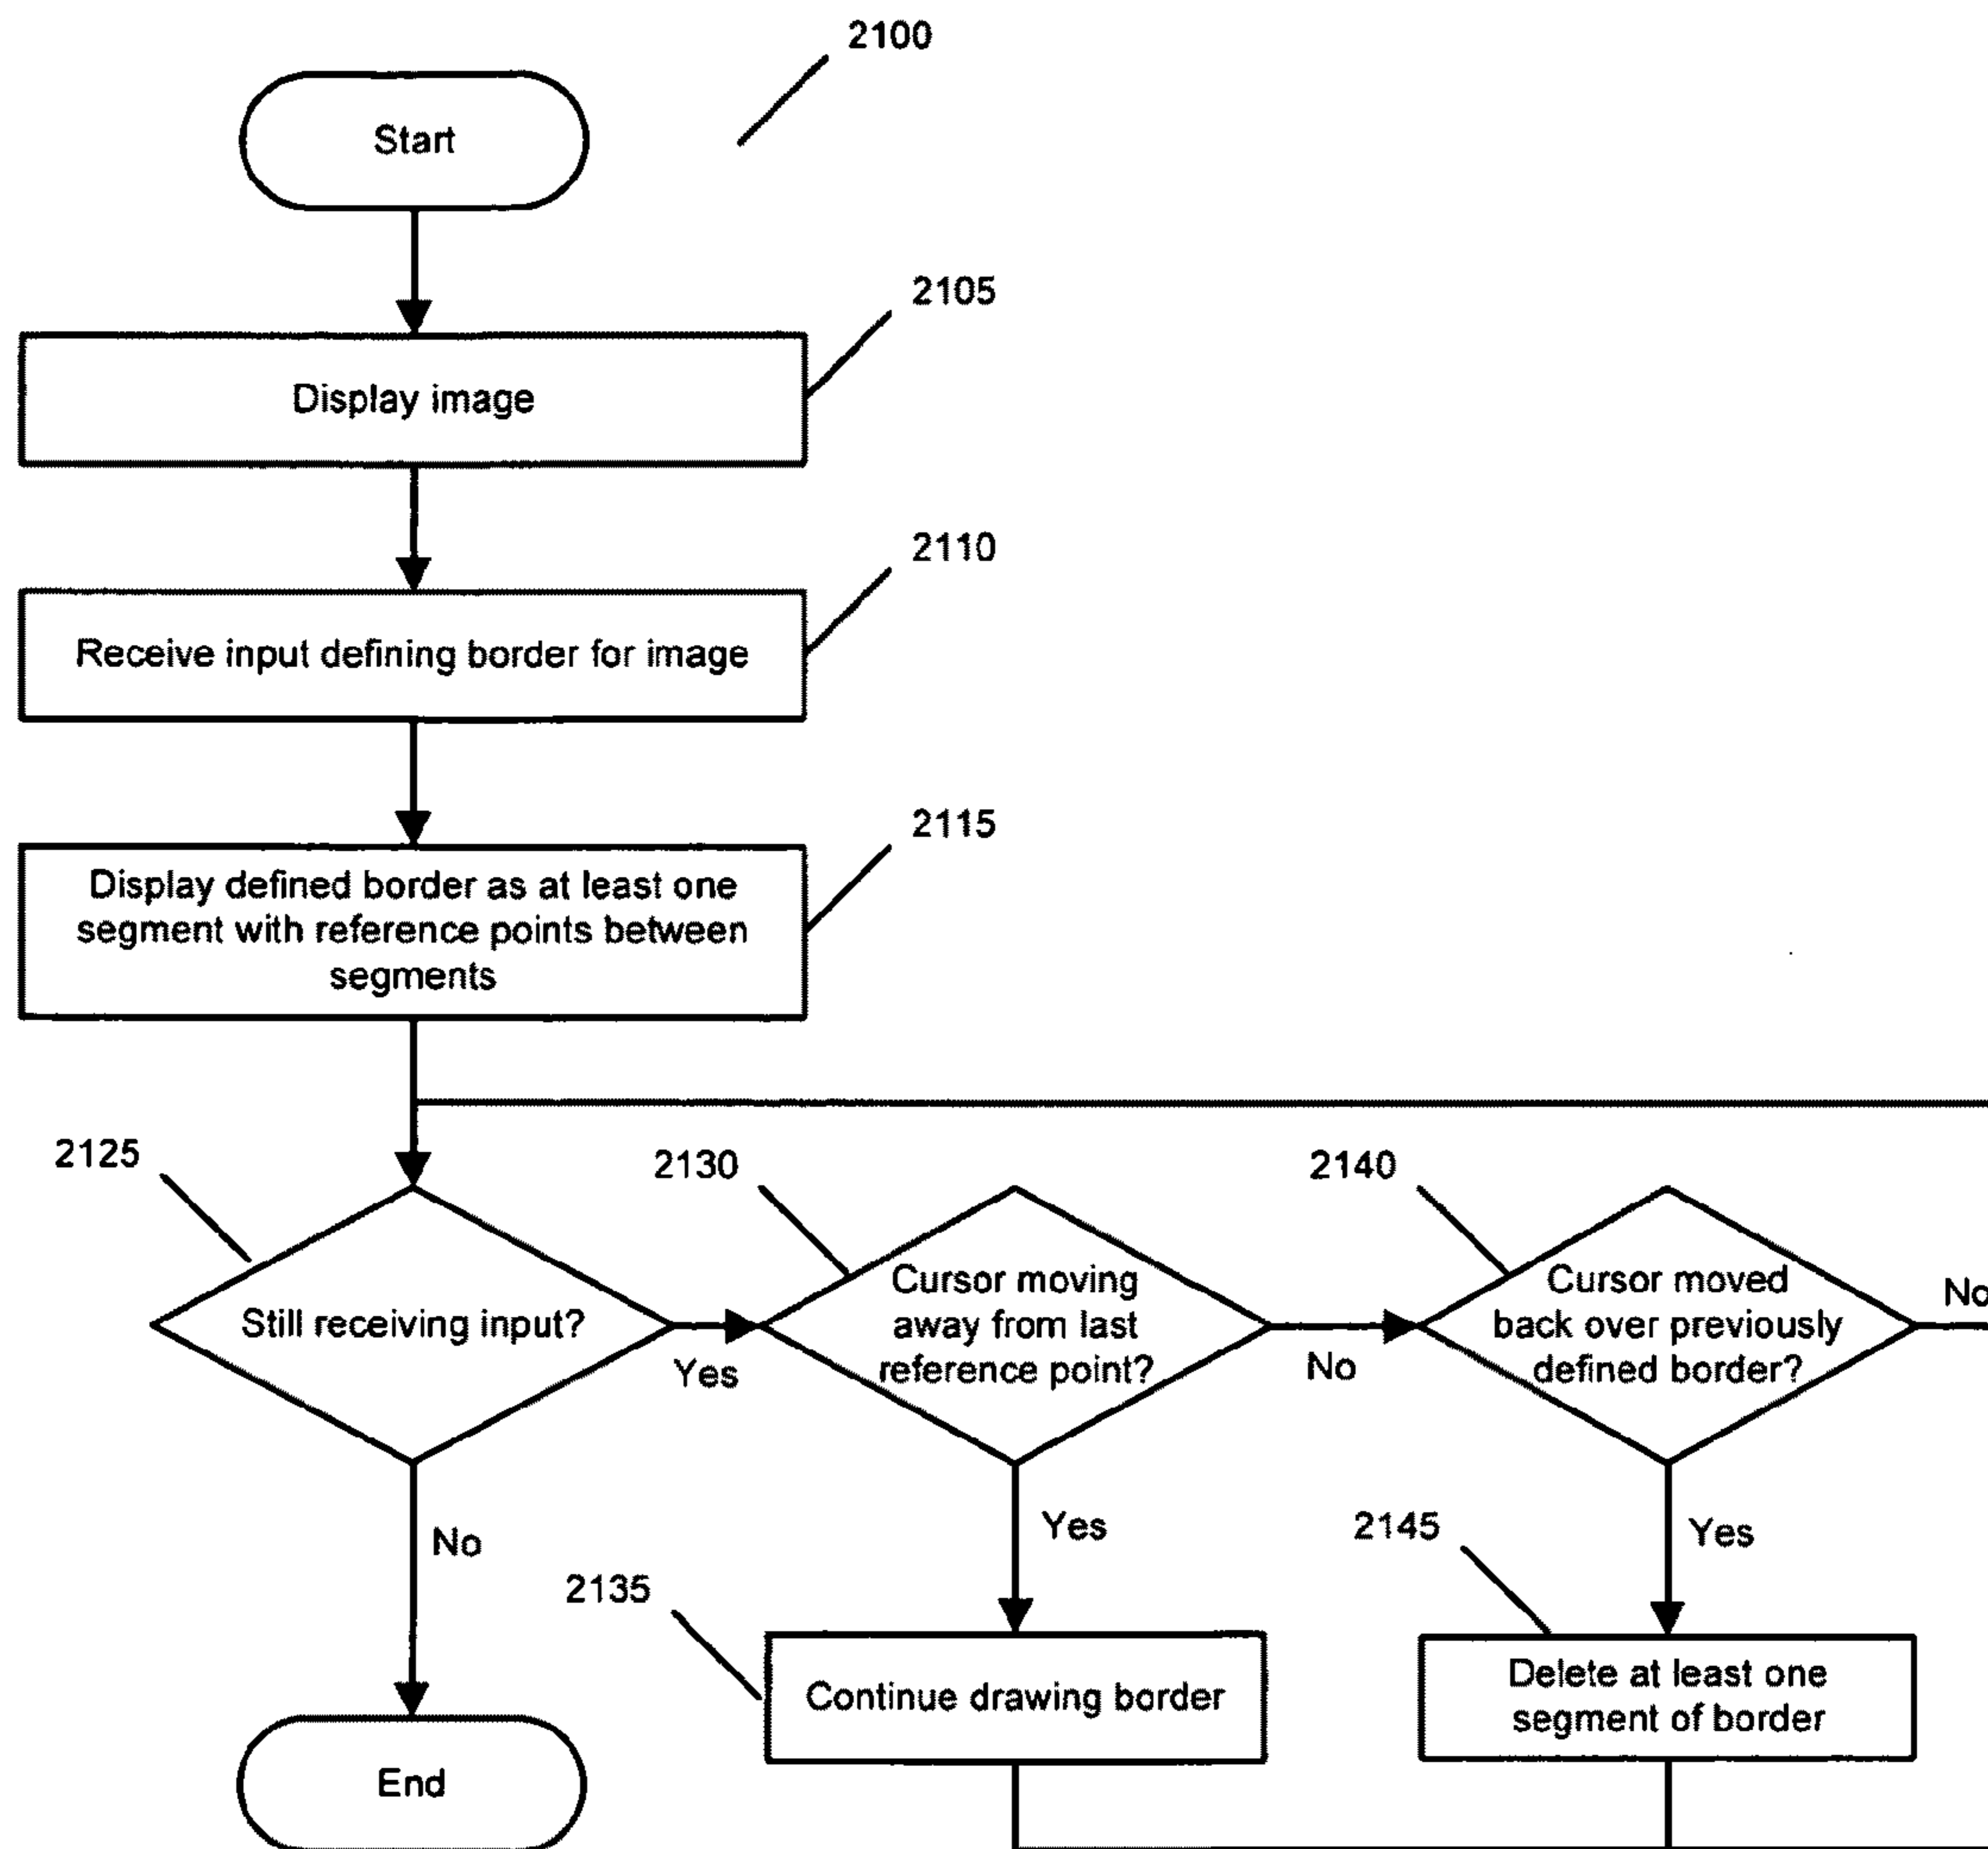 2100
Start
2105
Display image
2110
Receive input defining border for image
2115
Display defined border as at least one
segment with reference points between
segments
2125
2130
2140
Still receiving input?
Yes
Cursor moving
away from last
reference point?
No
Cursor moved
back over previously
defined border?
No
No
Yes
Yes
2135
2145
Continue drawing border
Delete at least one
segment of border
End